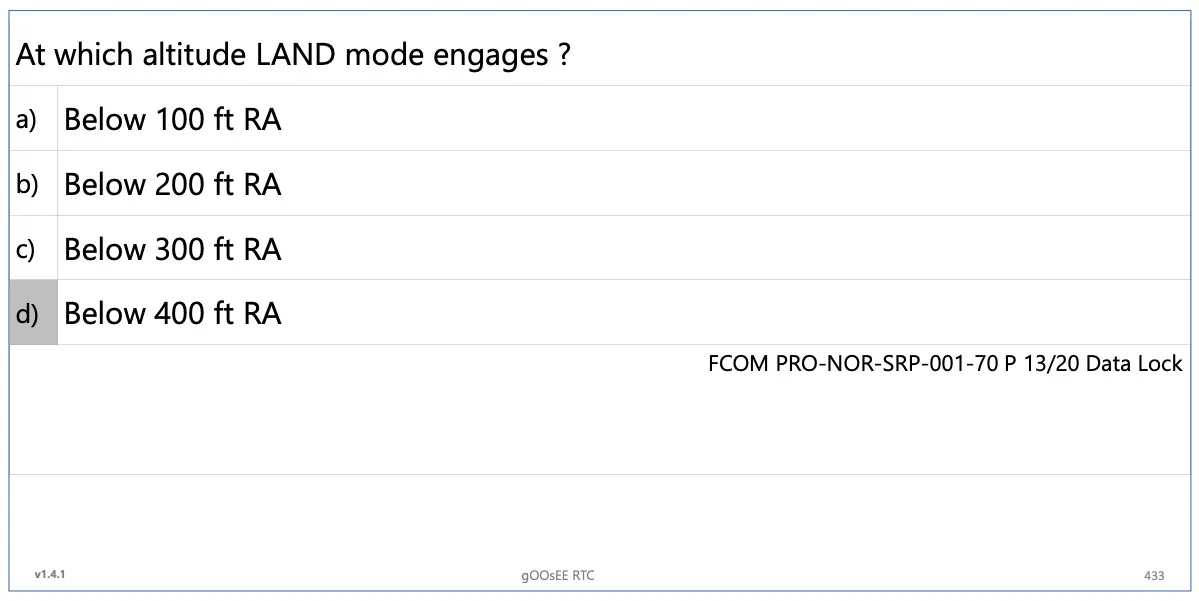 At which altitude LAND mode engages ?
a) Below 100 ft RA
b) Below 200 ft RA
c) Below 300 ft RA
d) Below 400 ft RA
FCOM PRO-NOR-SRP-001-70 P 13/20 Data Lock
v1.4.1 gOOsEE RTC 433